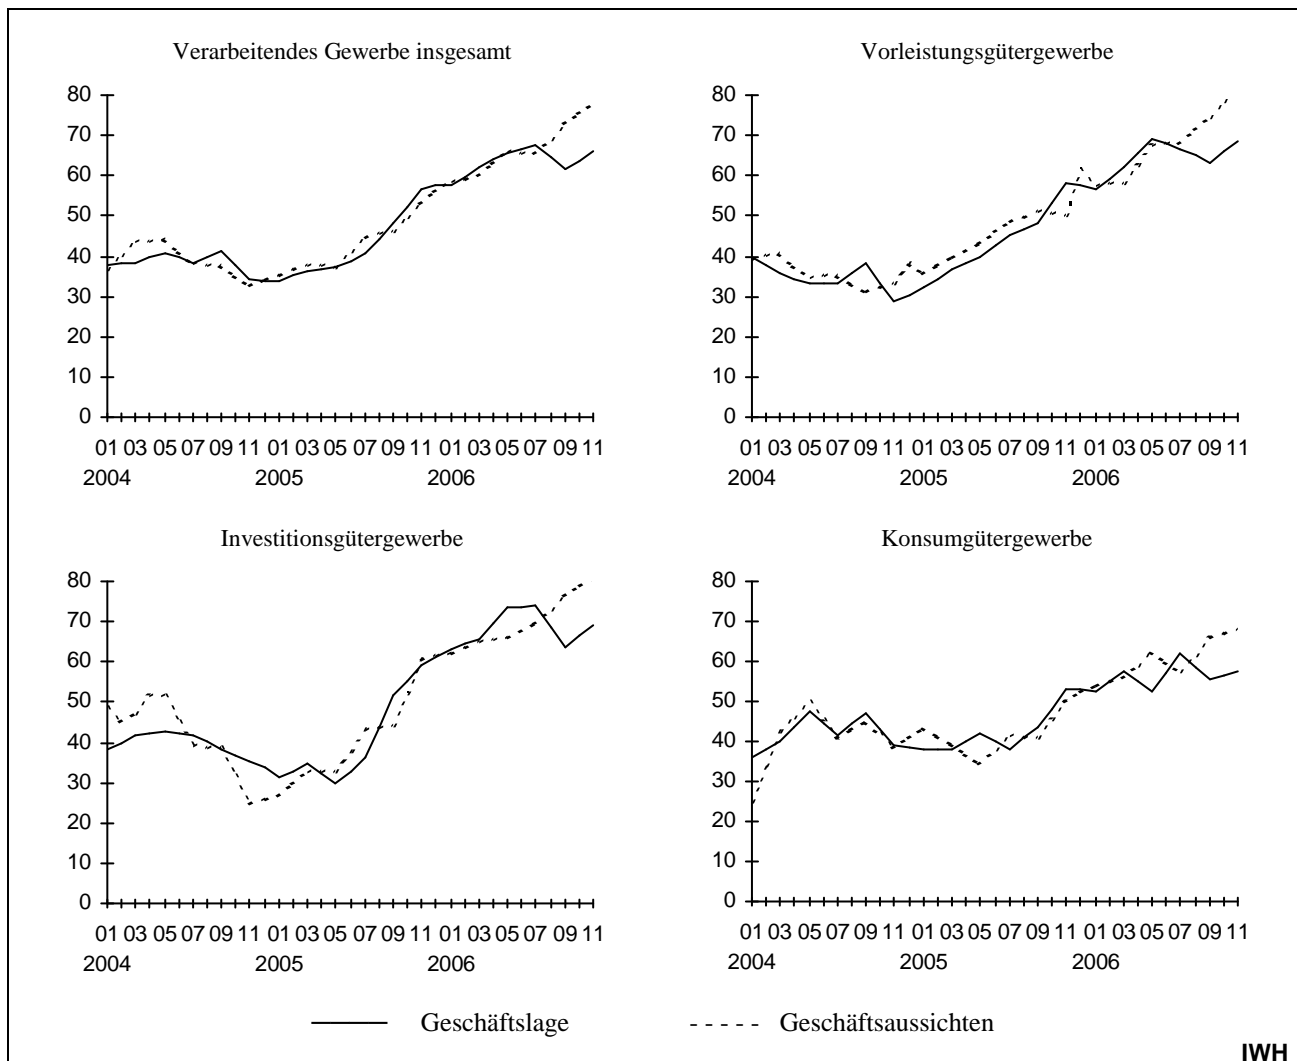 Verarbeitendes Gewerbe insgesamt
80
70
60
50
40
30
20
10
0
01 03 05 07 09 11 01 03 05 07 09 11 01 03 05 07 09 11
2004 2005 2006
Vorleistungsgütergewerbe
80
70
60
50
40
30
20
10
0
01 03 05 07 09 11 01 03 05 07 09 11 01 03 05 07 09 11
2004 2005 2006
Investitionsgütergewerbe
80
70
60
50
40
30
20
10
0
01 03 05 07 09 11 01 03 05 07 09 11 01 03 05 07 09 11
2004 2005 2006
Konsumgütergewerbe
80
70
60
50
40
30
20
10
0
01 03 05 07 09 11 01 03 05 07 09 11 01 03 05 07 09 11
2004 2005 2006
Geschäftslage Geschäftsaussichten
IWH